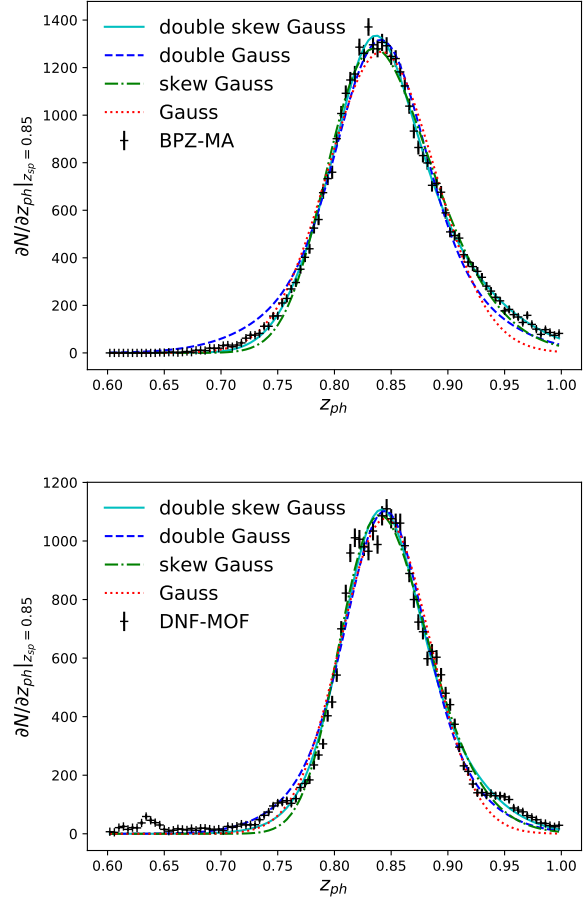 1400
1200
1000
800
600
400
200
0
∂N/∂z_ph|z_sp = 0.85
double skew Gauss
double Gauss
skew Gauss
Gauss
BPZ-MA
0.60 0.65 0.70 0.75 0.80 0.85 0.90 0.95 1.00
z_ph
1200
1000
800
600
400
200
0
∂N/∂z_ph|z_sp = 0.85
double skew Gauss
double Gauss
skew Gauss
Gauss
DNF-MOF
0.60 0.65 0.70 0.75 0.80 0.85 0.90 0.95 1.00
z_ph